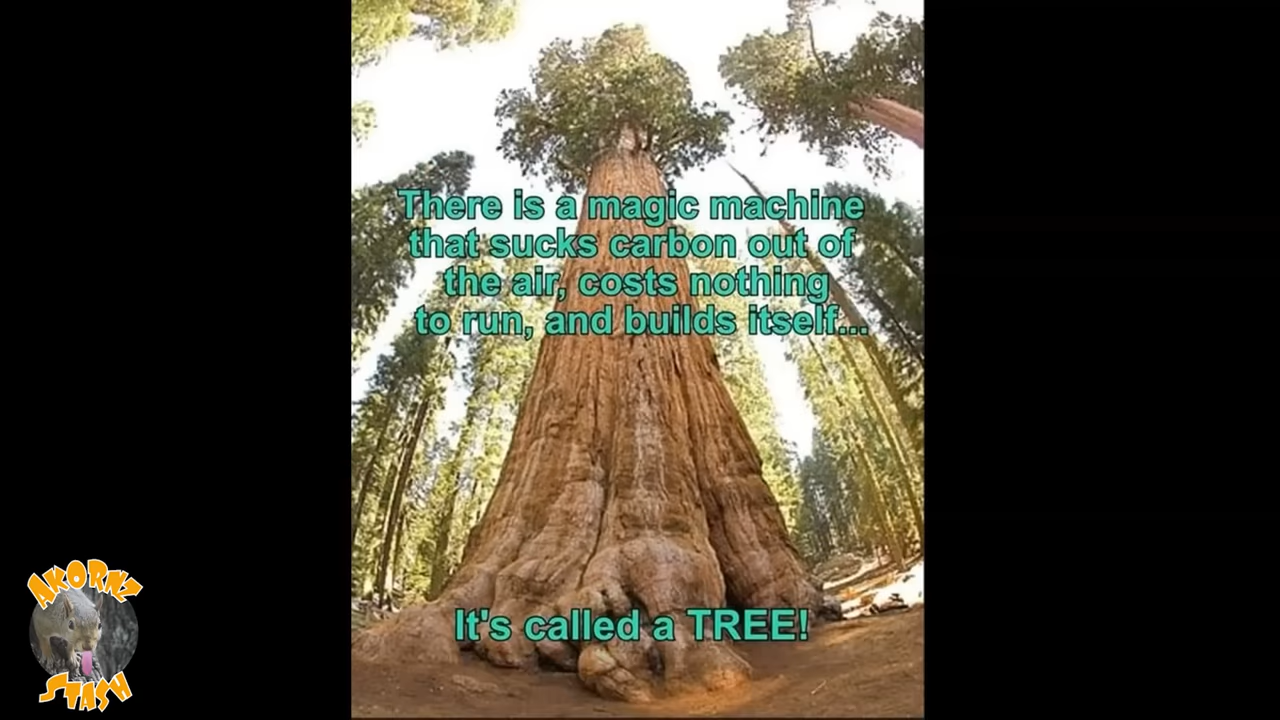 There is a magic machine
that sucks carbon out of
the air, costs nothing
to run, and builds itself...
It's called a TREE!
AKORNZ
STASH